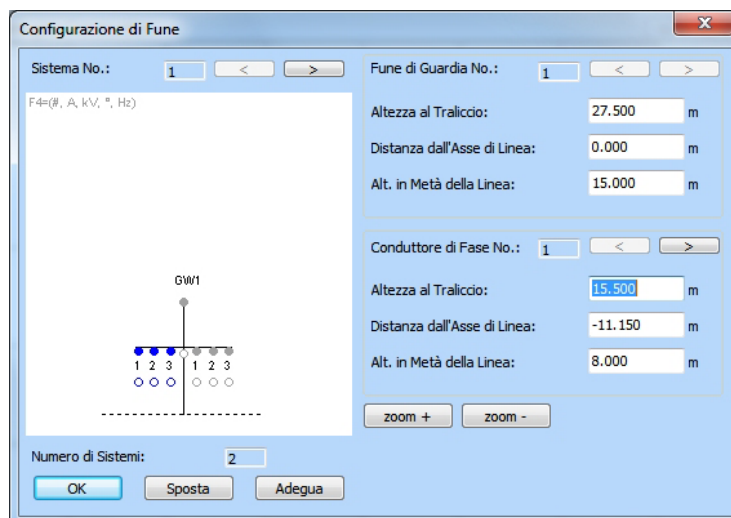 Configurazione di Fune
Sistema No.: 1 < >
F4=(#, A, kV, °, Hz)
GW1
1 2 3 1 2 3
Numero di Sistemi: 2
OK Sposta Adegua
Fune di Guardia No.: 1 < >
Altezza al Traliccio: 27.500 m
Distanza dall'Asse di Linea: 0.000 m
Alt. in Metà della Linea: 15.000 m
Conduttore di Fase No.: 1 < >
Altezza al Traliccio: 15.500 m
Distanza dall'Asse di Linea: -11.150 m
Alt. in Metà della Linea: 8.000 m
zoom + zoom -